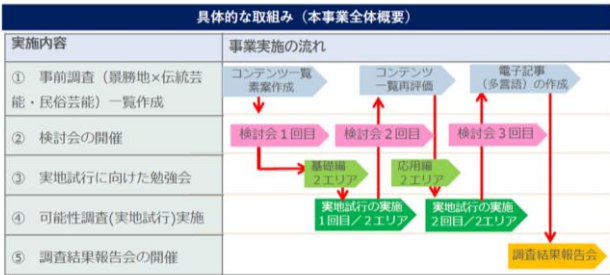 具体的な取組み（本事業全体概要）
実施内容
事業実施の流れ
① 事前調査（景勝地×伝統芸
能・民俗芸能）一覧作成
コンテンツ一覧
素案作成
コンテンツ
一覧再評価
電子記事
（多言語）の作成
② 検討会の開催
検討会１回目
検討会２回目
検討会３回目
③ 実地試行に向けた勉強会
基礎編
２エリア
応用編
２エリア
④ 可能性調査(実地試行)実施
実地試行の実施
1回目／２エリア
実地試行の実施
2回目/2エリア
⑤ 調査結果報告会の開催
調査結果報告会